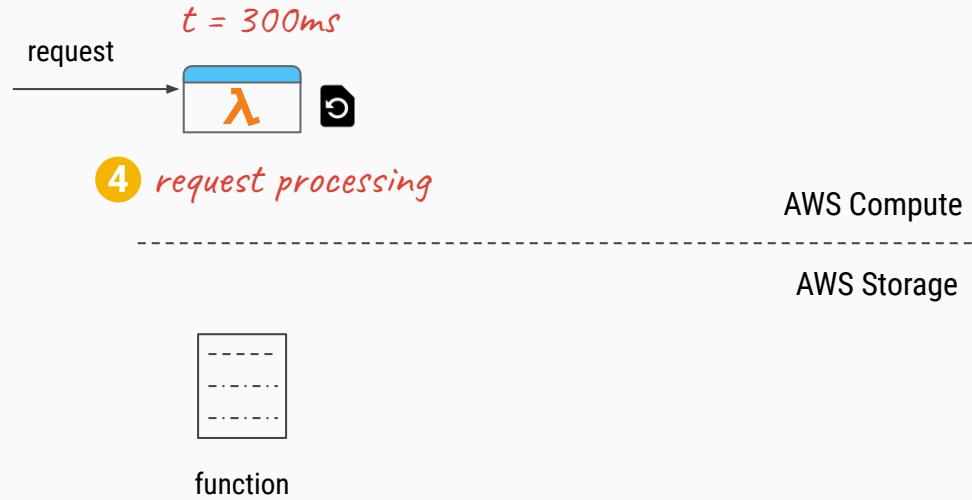 t = 300ms
request
λ
4 request processing
AWS Compute
AWS Storage
function